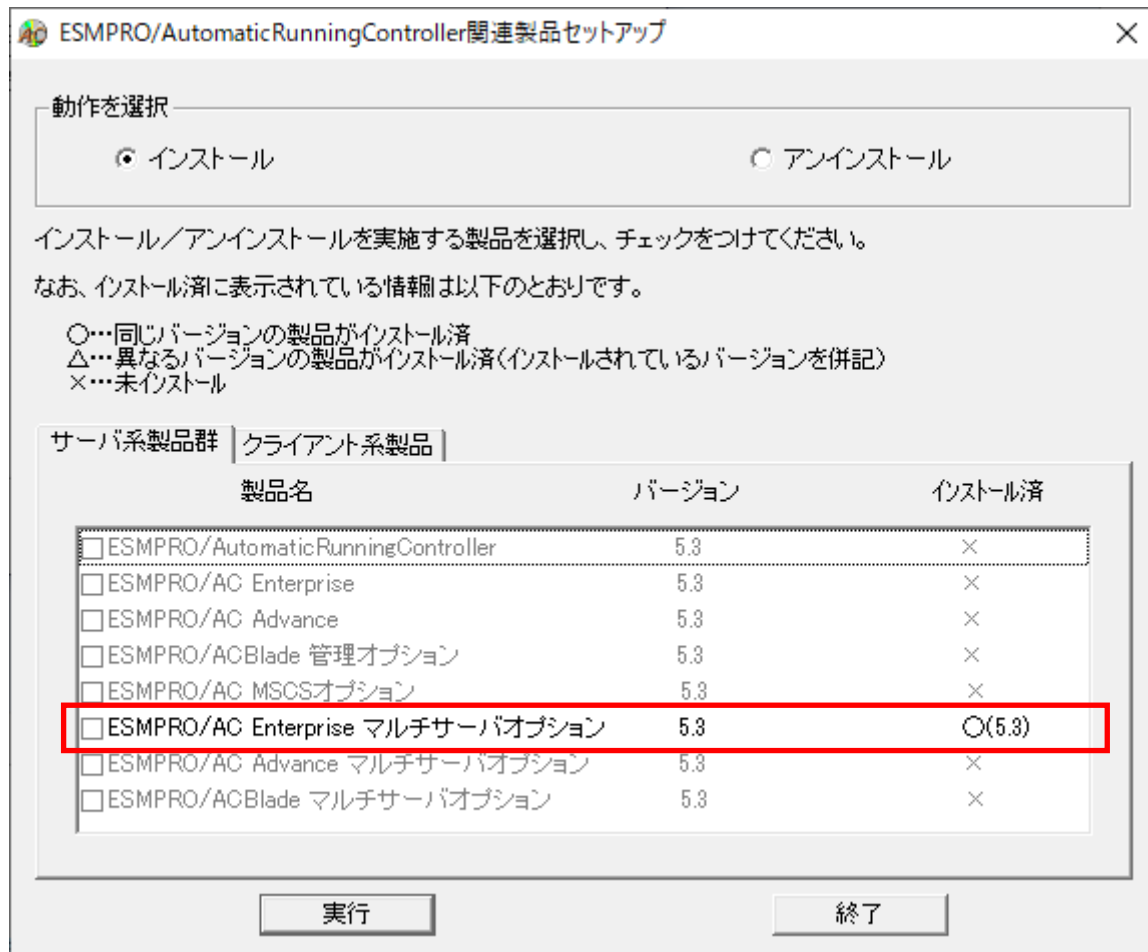 ESMPRO/AutomaticRunningController関連製品セットアップ
動作を選択
インストール
アンインストール
インストール／アンインストールを実施する製品を選択し、チェックをつけてください。
なお、インストール済に表示されている情報は以下のとおりです。
○…同じバージョンの製品がインストール済
△…異なるバージョンの製品がインストール済(インストールされているバージョンを併記)
×…未インストール
サーバ系製品群 クライアント系製品
製品名 バージョン インストール済
ESMPRO/AutomaticRunningController 5.3 ×
ESMPRO/AC Enterprise 5.3 ×
ESMPRO/AC Advance 5.3 ×
ESMPRO/ACBlade 管理オプション 5.3 ×
ESMPRO/AC MSCSオプション 5.3 ×
ESMPRO/AC Enterprise マルチサーバオプション 5.3 ○(5.3)
ESMPRO/AC Advance マルチサーバオプション 5.3 ×
ESMPRO/ACBlade マルチサーバオプション 5.3 ×
実行
終了